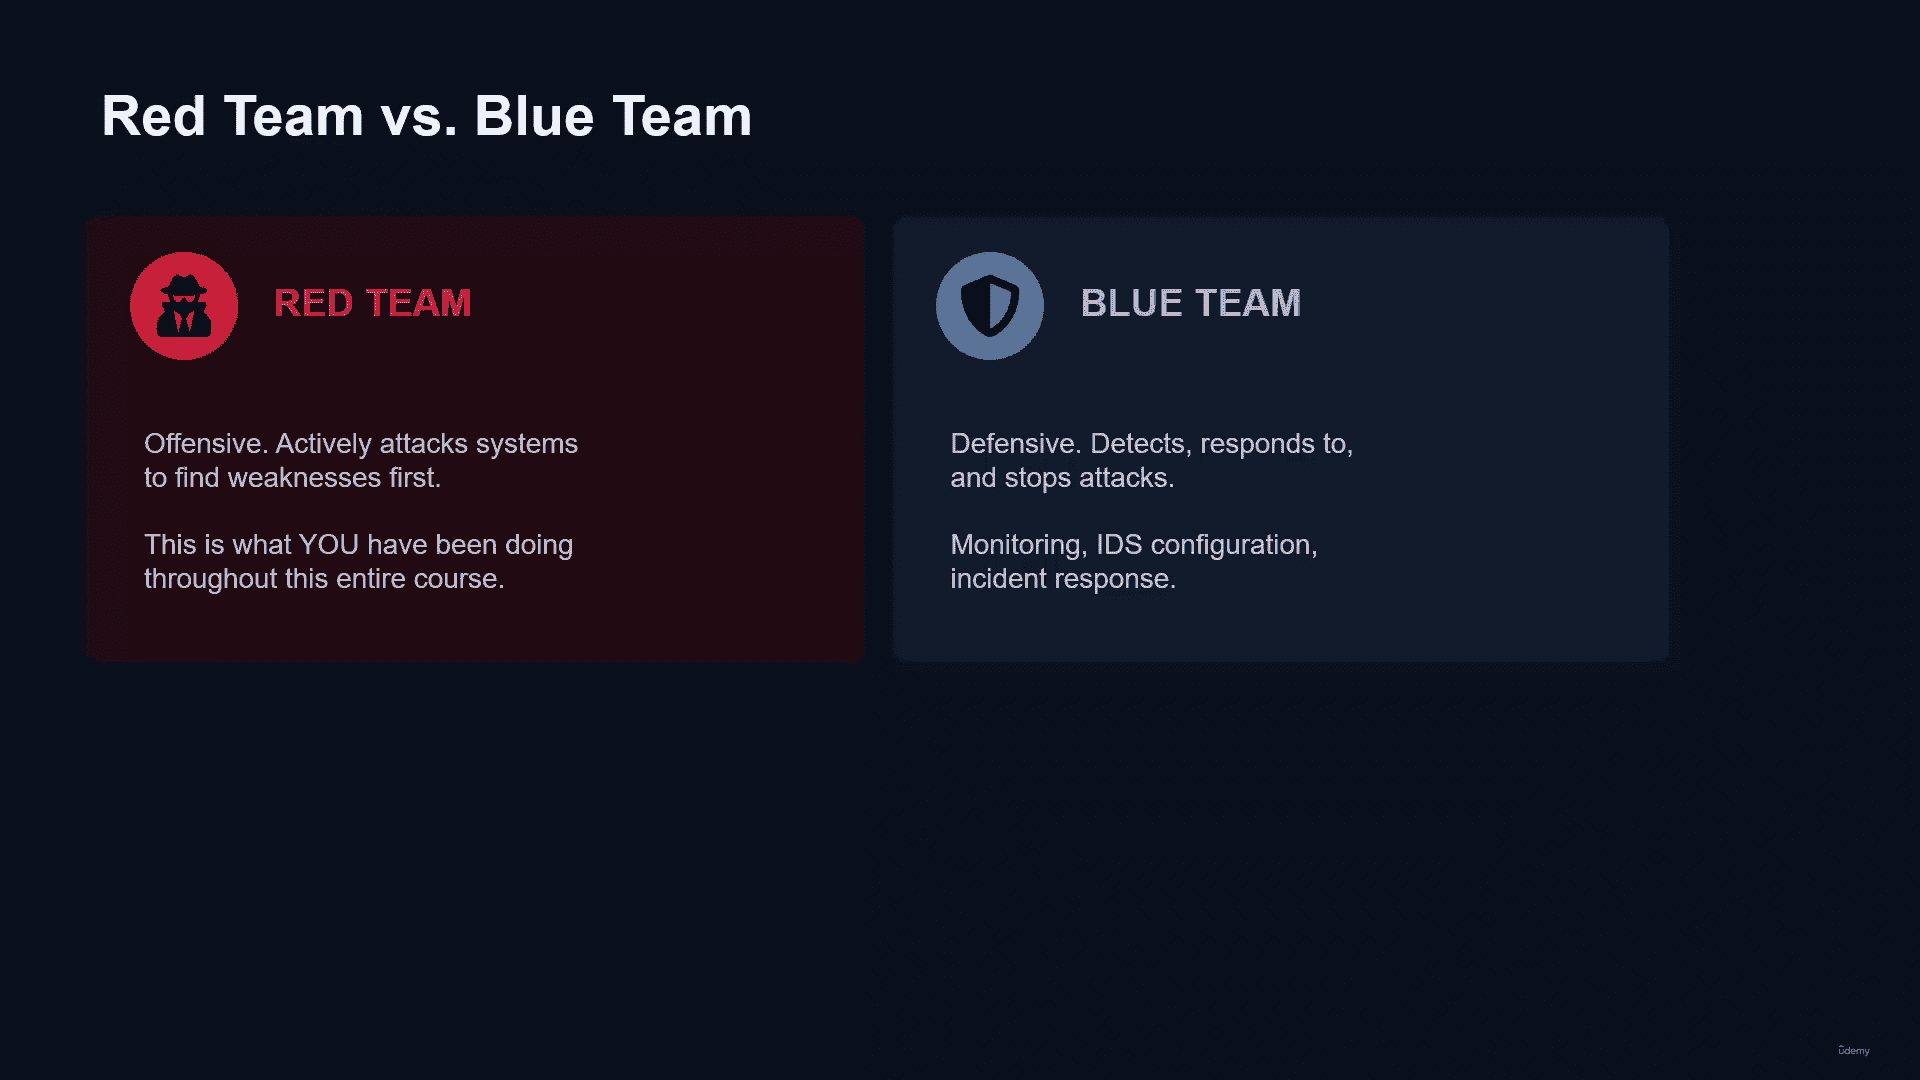 Red Team vs. Blue Team
RED TEAM
Offensive. Actively attacks systems
to find weaknesses first.
This is what YOU have been doing
throughout this entire course.
BLUE TEAM
Defensive. Detects, responds to,
and stops attacks.
Monitoring, IDS configuration,
incident response.
udemy